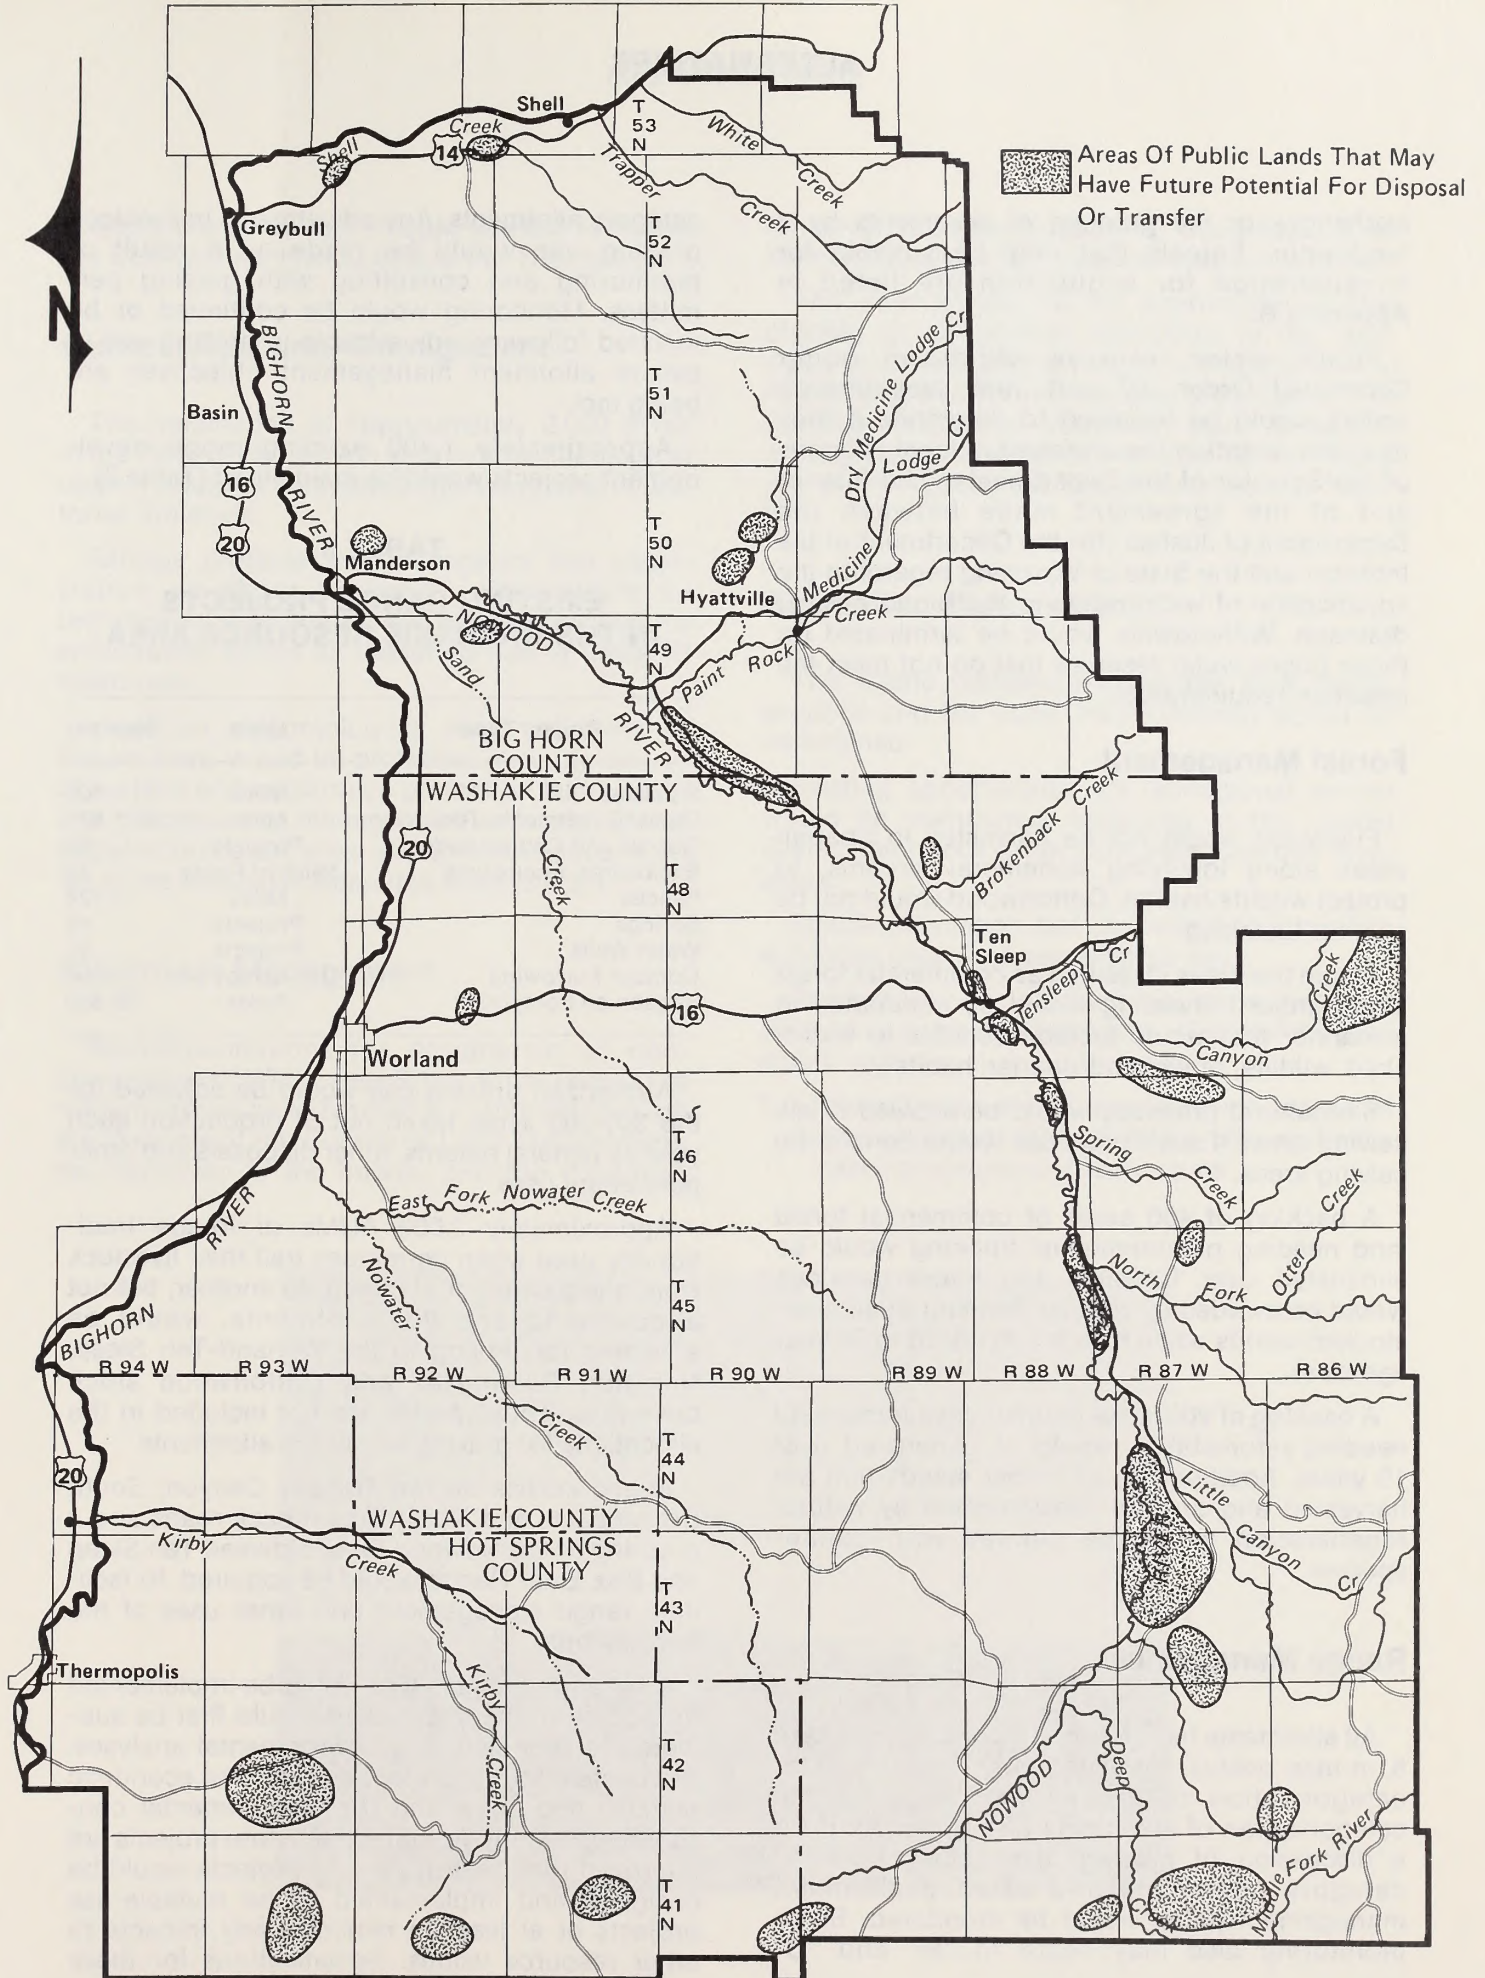 Shell
Creek
14
Shell
T
53
N
White
Creek
Trapper
Creek
Areas Of Public Lands That May
Have Future Potential For Disposal
Or Transfer
Greybull
T
52
N
N
BIGHORN
RIVER
Basin
T
51
N
Dry Medicine Lodge Cr
Lodge Cr
16
20
T
50
N
Manderson
Hyattville
Medicine
Creek
NOWOOD
RIVER
Sand
T
49
N
Paint Rock
BIG HORN
COUNTY
WASHAKIE COUNTY
20
Creek
T
48
N
Brokenback Creek
Ten
Sleep
Tensleep
Cr
Creek
16
Canyon
Worland
T
46
N
Spring
Creek
East Fork Nowater Creek
Nowater
RIVER
BIGHORN
T
45
N
North
Fork
Otter Creek
R 94 W
R 93 W
R 92 W
R 91 W
R 90 W
R 89 W
R 88 W
R 87 W
R 86 W
Creek
T
44
N
20
Little
Canyon
Cr
RIVER
WASHAKIE COUNTY
HOT SPRINGS
COUNTY
Kirby
Creek
T
43
N
Thermopolis
Kirby
Creek
T
42
N
NOWOOD
Deep
Creek
T
41
N
Middle Fork River